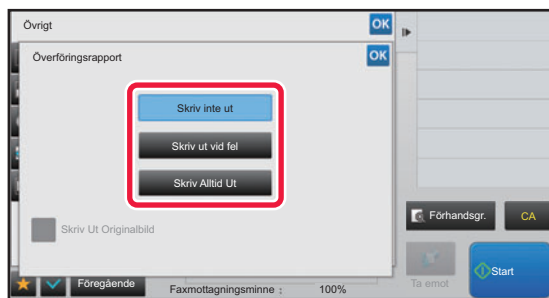 Övrigt
OK
Överföringsrapport
OK
Skriv inte ut
Skriv ut vid fel
Skriv Alltid Ut
Skriv Ut Originalbild
Förhandsgr.
CA
Föregående
Faxmottagningsminne : 100%
Ta emot
Start